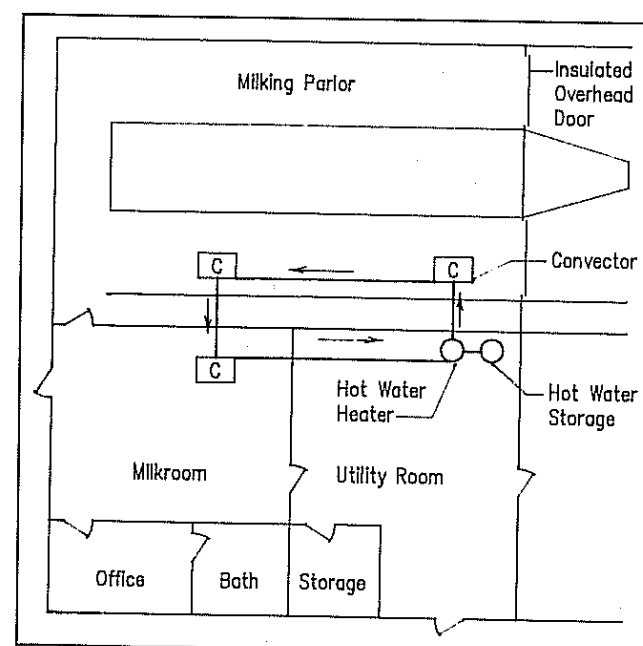 Milking Parlor
Insulated
Overhead
Door
C
C
Convector
C
Hot Water
Heater
Hot Water
Storage
Milkroom
Utility Room
Office
Bath
Storage